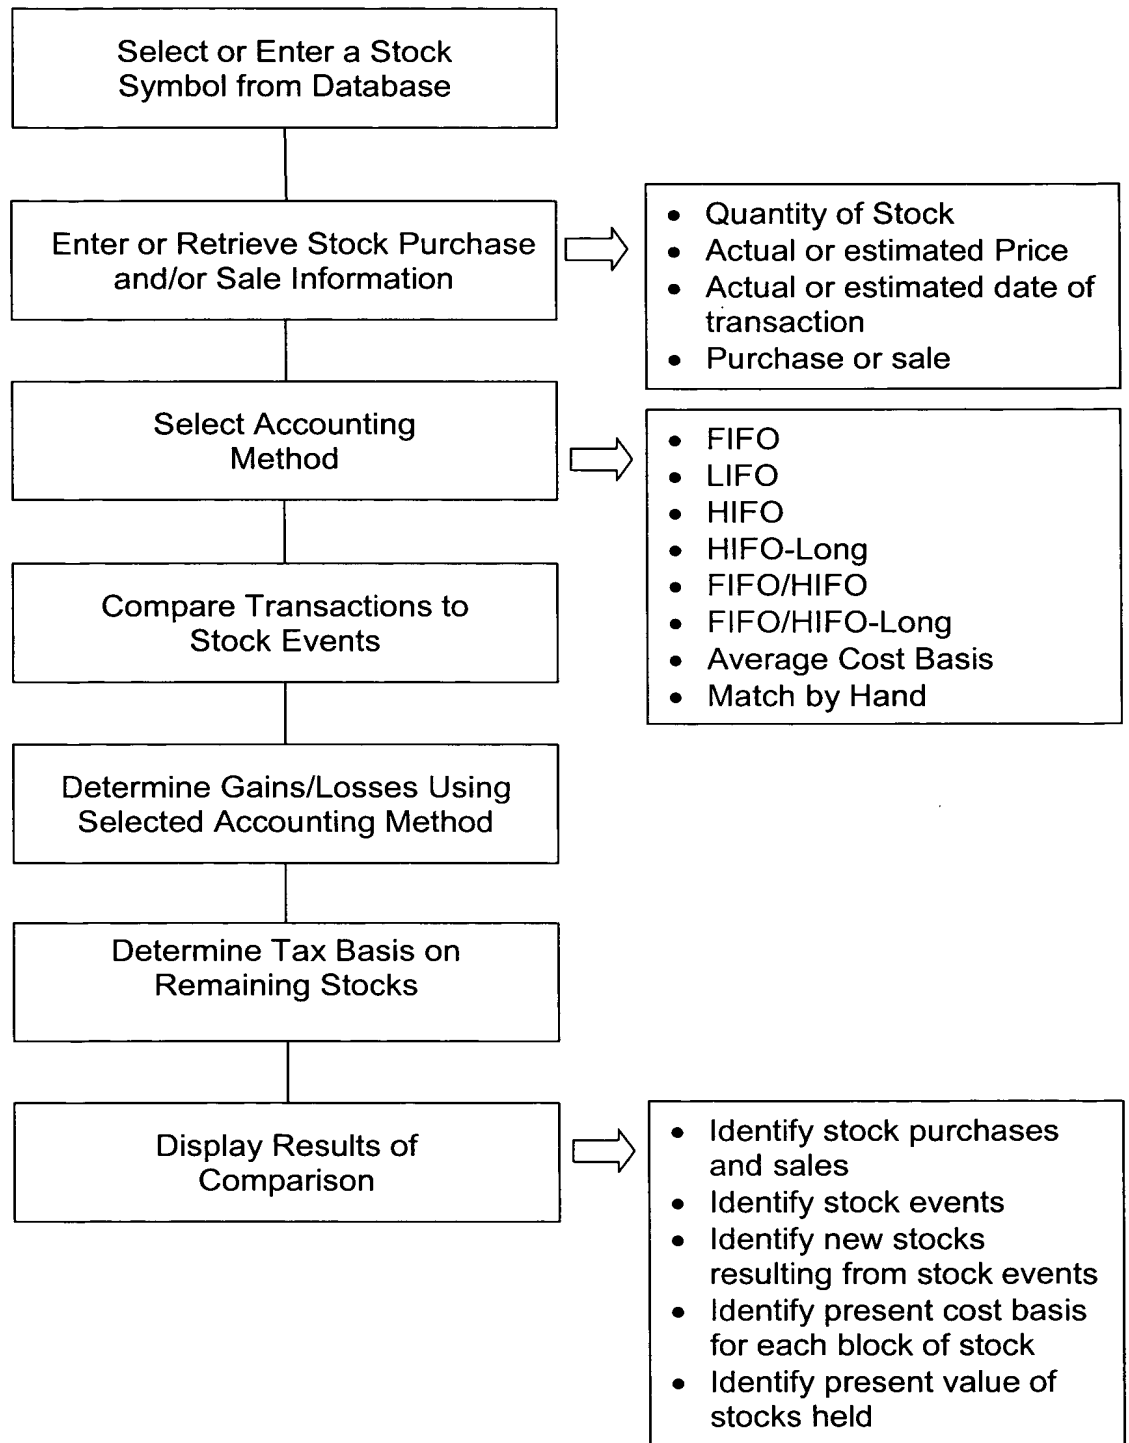 Select or Enter a Stock
Symbol from Database
Enter or Retrieve Stock Purchase
and/or Sale Information
• Quantity of Stock
• Actual or estimated Price
• Actual or estimated date of
transaction
• Purchase or sale
Select Accounting
Method
• FIFO
• LIFO
• HIFO
• HIFO-Long
• FIFO/HIFO
• FIFO/HIFO-Long
• Average Cost Basis
• Match by Hand
Compare Transactions to
Stock Events
Determine Gains/Losses Using
Selected Accounting Method
Determine Tax Basis on
Remaining Stocks
Display Results of
Comparison
• Identify stock purchases
and sales
• Identify stock events
• Identify new stocks
resulting from stock events
• Identify present cost basis
for each block of stock
• Identify present value of
stocks held